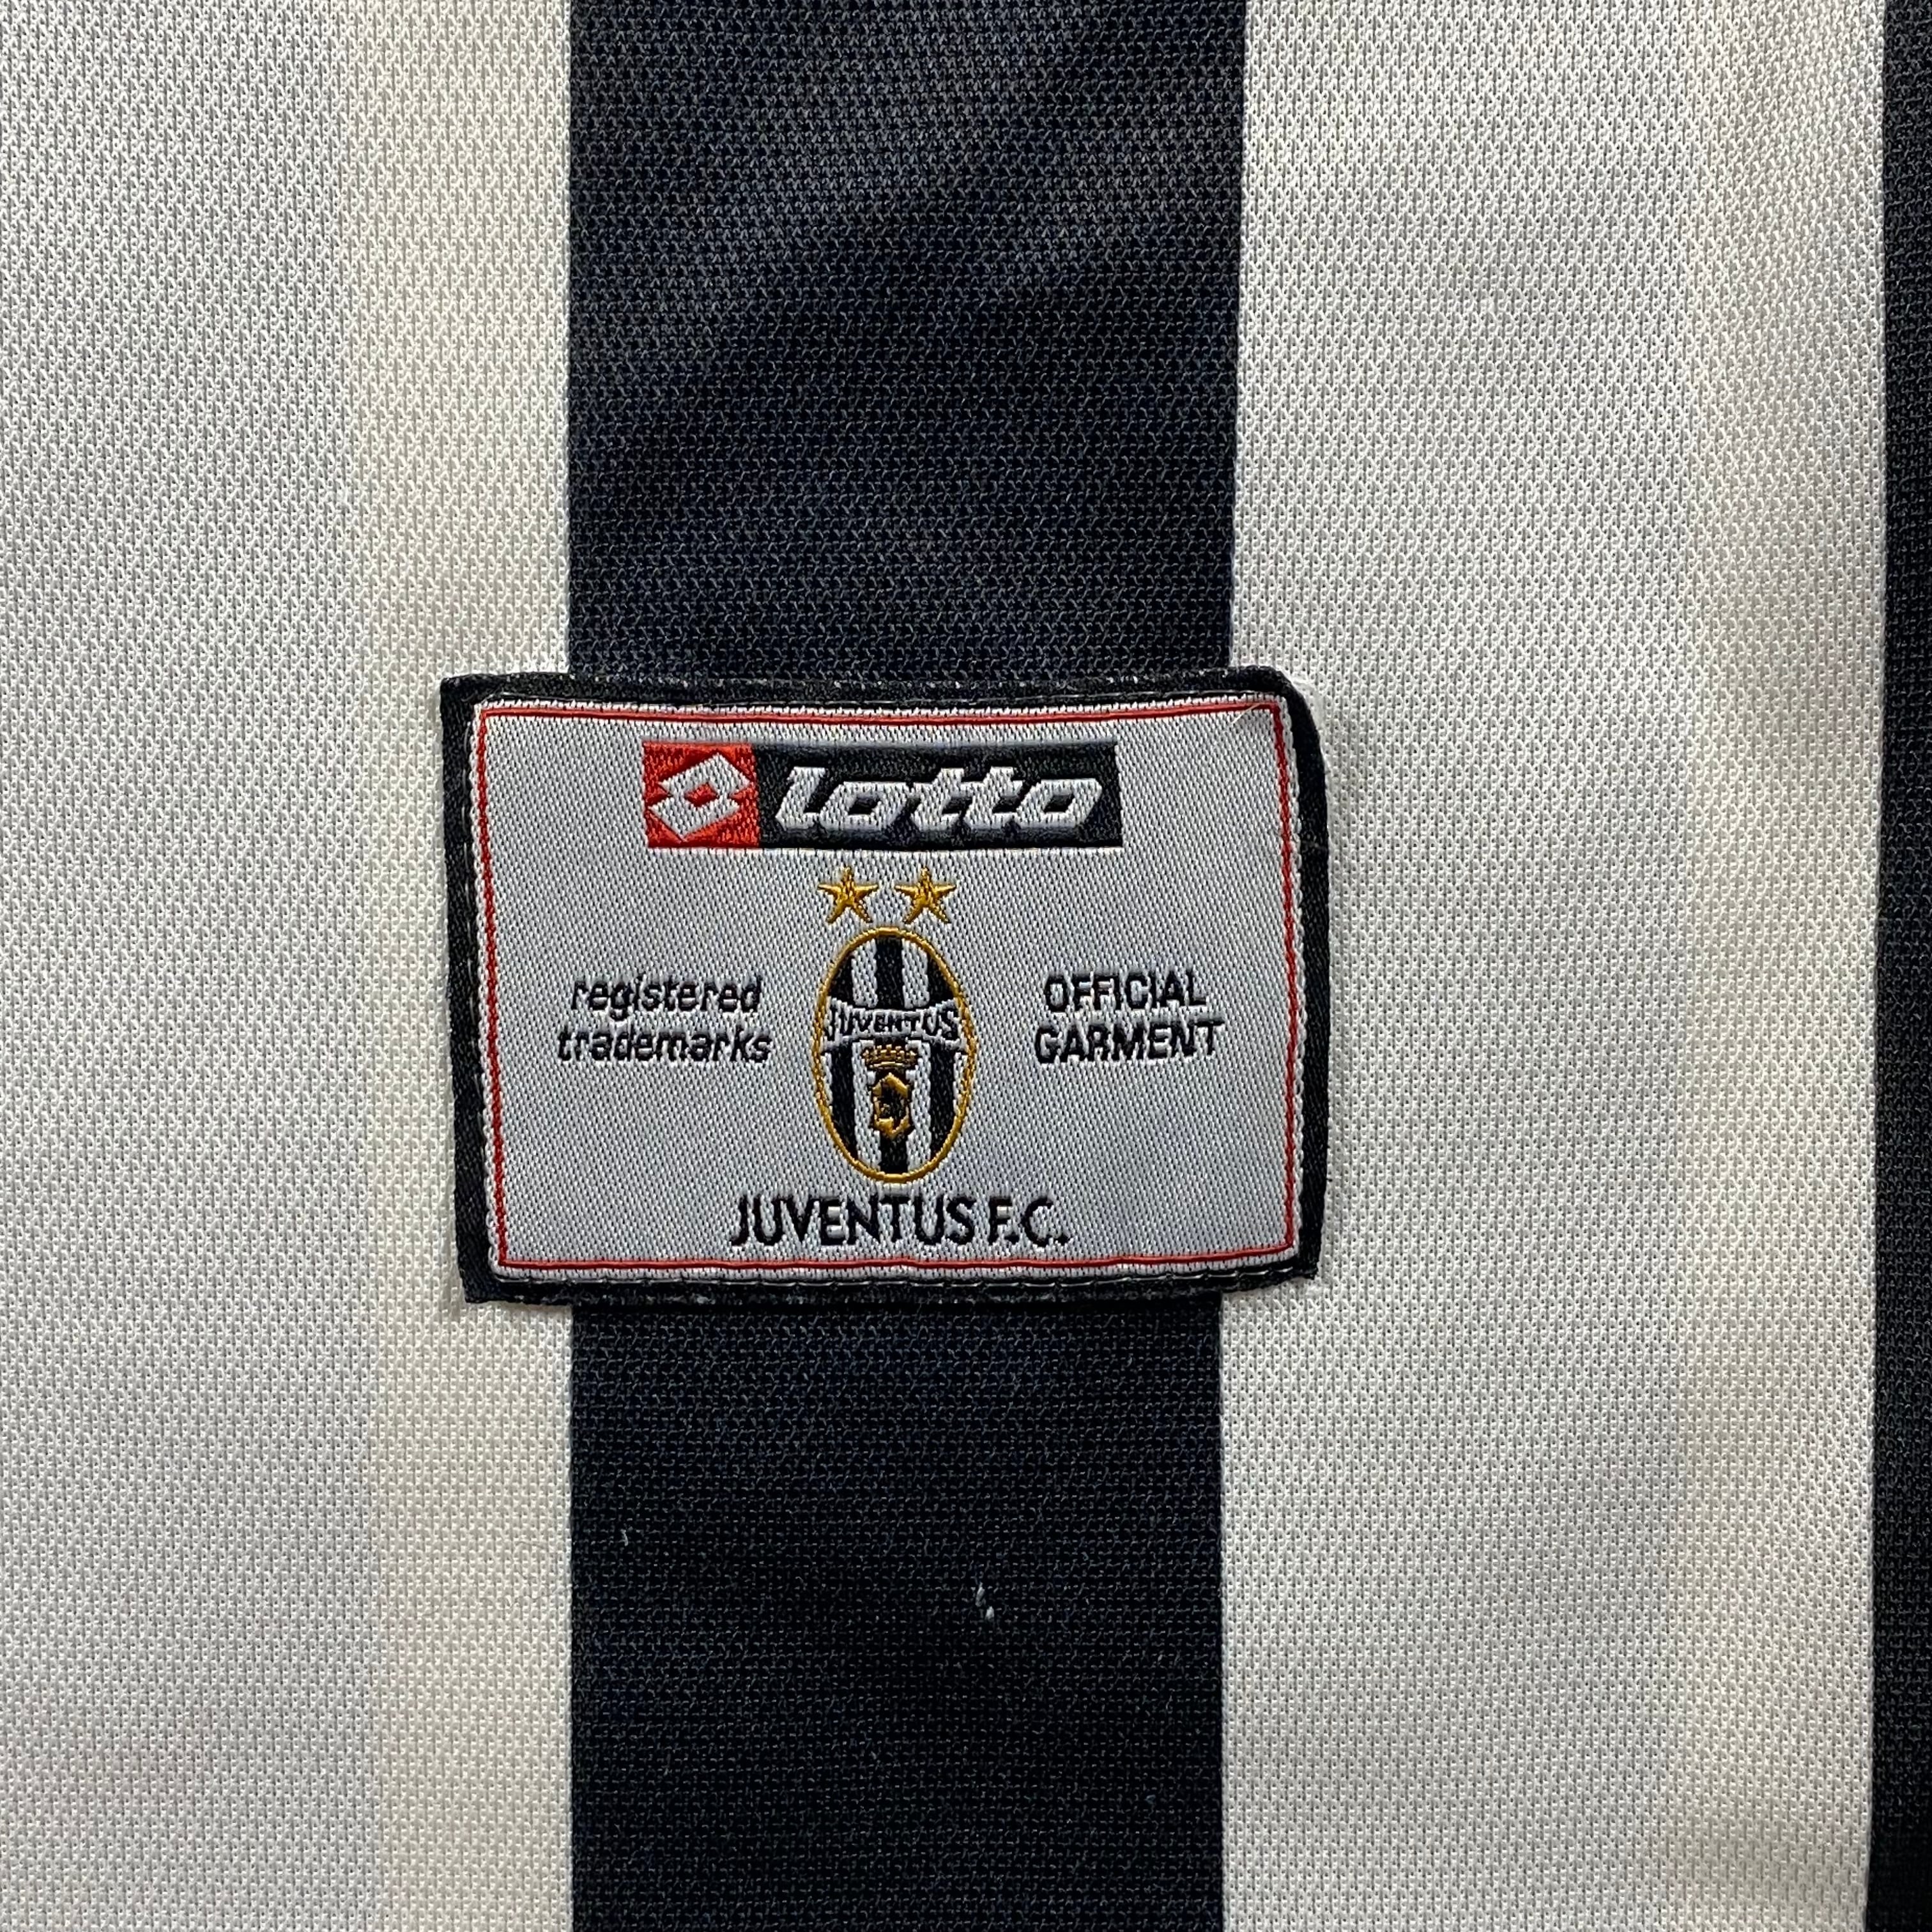 lotto
registered
trademarks
JUVENTUS
OFFICIAL
GARMENT
JUVENTUS F.C.